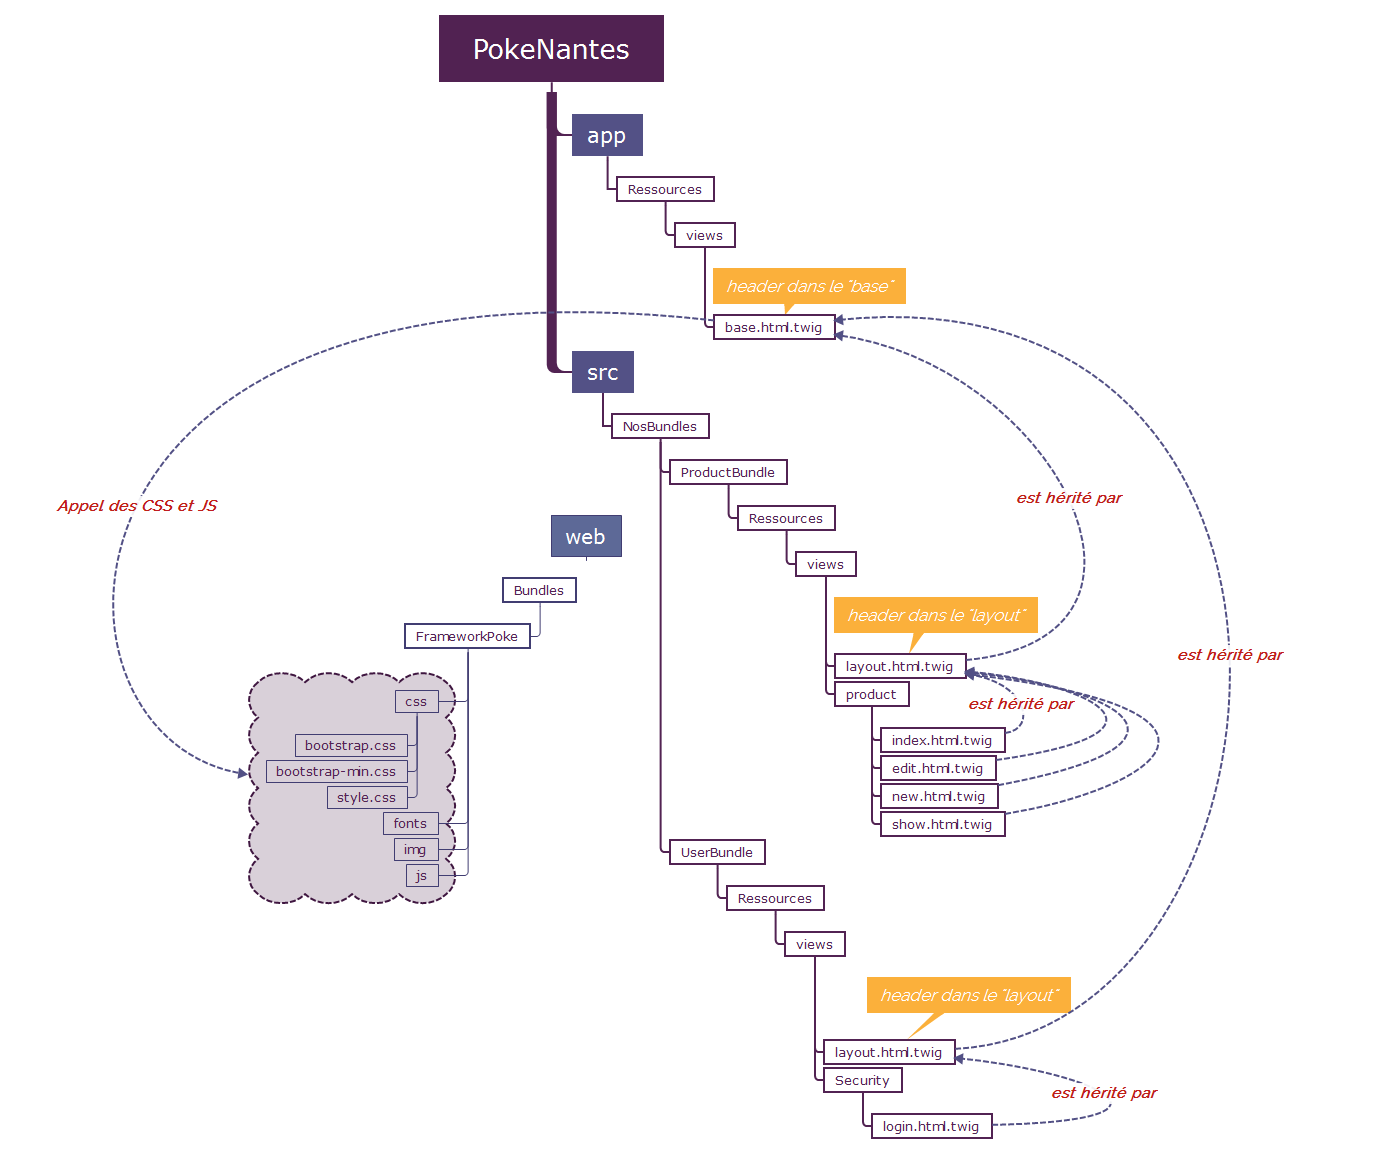 PokeNantes
app
Ressources
views
header dans le "base"
base.html.twig
src
NosBundles
ProductBundle
Appel des CSS et JS
est hérité par
Ressources
web
views
Bundles
header dans le "layout"
FrameworkPoke
est hérité par
layout.html.twig
product
css
est hérité par
index.html.twig
bootstrap.css
edit.html.twig
bootstrap-min.css
new.html.twig
style.css
show.html.twig
fonts
img
UserBundle
js
Ressources
views
header dans le "layout"
layout.html.twig
Security
est hérité par
login.html.twig